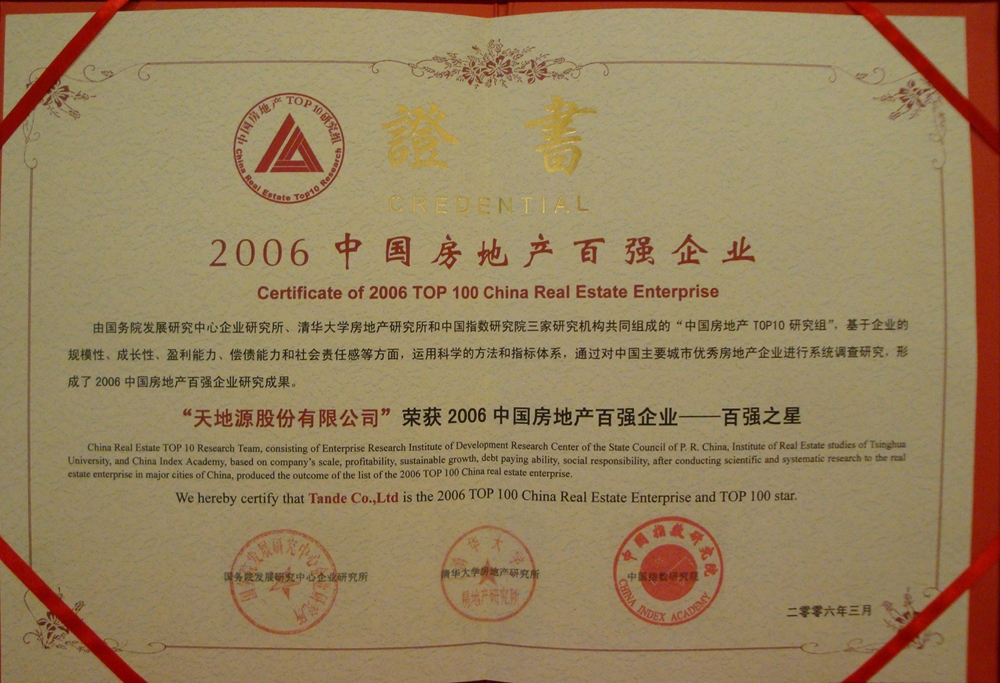 中国房地产TOP10研究组
China Real Estate Top10 Research
證書
CREDENTIAL
2006 中国房地产百强企业
Certificate of 2006 TOP 100 China Real Estate Enterprise
由国务院发展研究中心企业研究所、清华大学房地产研究所和中国指数研究院三家研究机构共同组成的“中国房地产 TOP10 研究组”,基于企业的
规模性、成长性、盈利能力、偿债能力和社会责任感等方面,运用科学的方法和指标体系,通过对中国主要城市优秀房地产企业进行系统调查研究,形
成了 2006 中国房地产百强企业研究成果。
“天地源股份有限公司”荣获 2006 中国房地产百强企业——百强之星
China Real Estate TOP 10 Research Team, consisting of Enterprise Research Institute of Development Research Center of the State Council of P. R. China, Institute of Real Estate studies of Tsinghua
University, and China Index Academy, based on company's scale, profitability, sustainable growth, debt paying ability, social responsibility, after conducting scientific and systematic research to the real
estate enterprise in major cities of China, produced the outcome of the list of the 2006 TOP 100 China real estate enterprise.
We hereby certify that Tande Co.,Ltd is the 2006 TOP 100 China Real Estate Enterprise and TOP 100 star.
国务院发展研究中心企业研究所
清华大学
清华大学房地产研究所
房地产研究所
中国指数研究院
中国指数研究院
CHINA INDEX ACADEMY
二零零六年三月